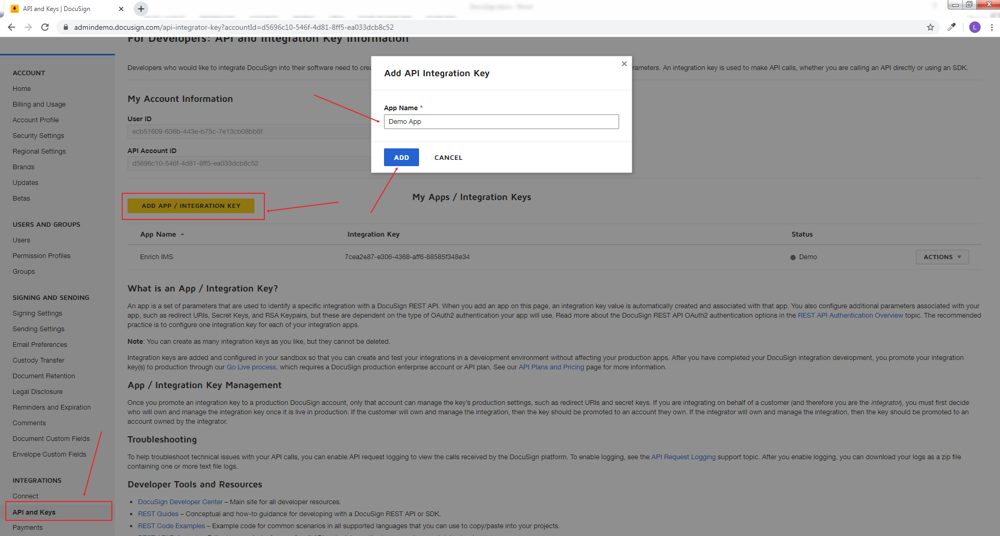 API and Keys | DocuSign
admindemo.docusign.com/api-integrator-key?accountId=d5696c10-546f-4d81-8ff5-ea033dcb8c52
L
For Developers: API and Integration Key Information
Developers who would like to integrate DocuSign into their software need to crea
rameters. An integration key is used to make API calls, whether you are calling an API directly or using an SDK.
ACCOUNT
Home
Billing and Usage
Account Profile
Security Settings
Regional Settings
Brands
Updates
Betas
USERS AND GROUPS
Users
Permission Profiles
Groups
SIGNING AND SENDING
Signing Settings
Sending Settings
Email Preferences
Custody Transfer
Document Retention
Legal Disclosure
Reminders and Expiration
Comments
Document Custom Fields
Envelope Custom Fields
INTEGRATIONS
Connect
API and Keys
Payments
My Account Information
User ID
ecb51609-636b-443e-b75c-7e13cb08bb6f
API Account ID
d5696c10-546f-4d81-8ff5-ea033dcb8c52
Add API Integration Key
App Name *
Demo App
ADD CANCEL
ADD APP / INTEGRATION KEY
My Apps / Integration Keys
App Name Integration Key Status
Enrich IMS 7cea2e87-e306-4368-aff6-88585f348e34 Demo ACTIONS
What is an App / Integration Key?
An app is a set of parameters that are used to identify a specific integration with a DocuSign REST API. When you add an app on this page, an integration key value is automatically created and associated with that app. You also configure additional parameters associated with your
app, such as redirect URIs, Secret Keys, and RSA Keypairs, but these are dependent on the type of OAuth2 authentication your app will use. Read more about the DocuSign REST API OAuth2 authentication options in the REST API Authentication Overview topic. The recommended
practice is to configure one integration key for each of your integration apps.
Note: You can create as many integration keys as you like, but they cannot be deleted.
Integration keys are added and configured in your sandbox so that you can create and test your integrations in a development environment without affecting your production apps. After you have completed your DocuSign integration development, you promote your integration
key(s) to production through our Go Live process, which requires a DocuSign production enterprise account or API plan. See our API Plans and Pricing page for more information.
App / Integration Key Management
Once you promote an integration key to a production DocuSign account, only that account can manage the key's production settings, such as redirect URIs and secret keys. If you are integrating on behalf of a customer (and therefore you are the integrator), you must first decide
who will own and manage the integration key once it is live in production. If the customer will own and manage the integration, then the key should be promoted to an account they own. If the integrator will own and manage the integration, then the key should be promoted to an
account owned by the integrator.
Troubleshooting
To help troubleshoot technical issues with your API calls, you can enable API request logging to view the calls received by the DocuSign platform. To enable logging, see the API Request Logging support topic. After you enable logging, you can download your logs as a zip file
containing one or more text file logs.
Developer Tools and Resources
• DocuSign Developer Center – Main site for all developer resources.
• REST Guides – Conceptual and how-to guidance for developing with a DocuSign REST API or SDK.
• REST Code Examples – Example code for common scenarios in all supported languages that you can use to copy/paste into your projects.